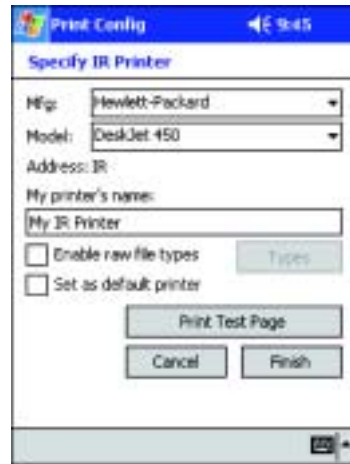 Print Config 9:45
Specify IR Printer
Mfg: Hewlett-Packard
Model: DeskJet 450
Address: IR
My printer's name:
My IR Printer
Enable raw file types Types
Set as default printer
Print Test Page
Cancel Finish